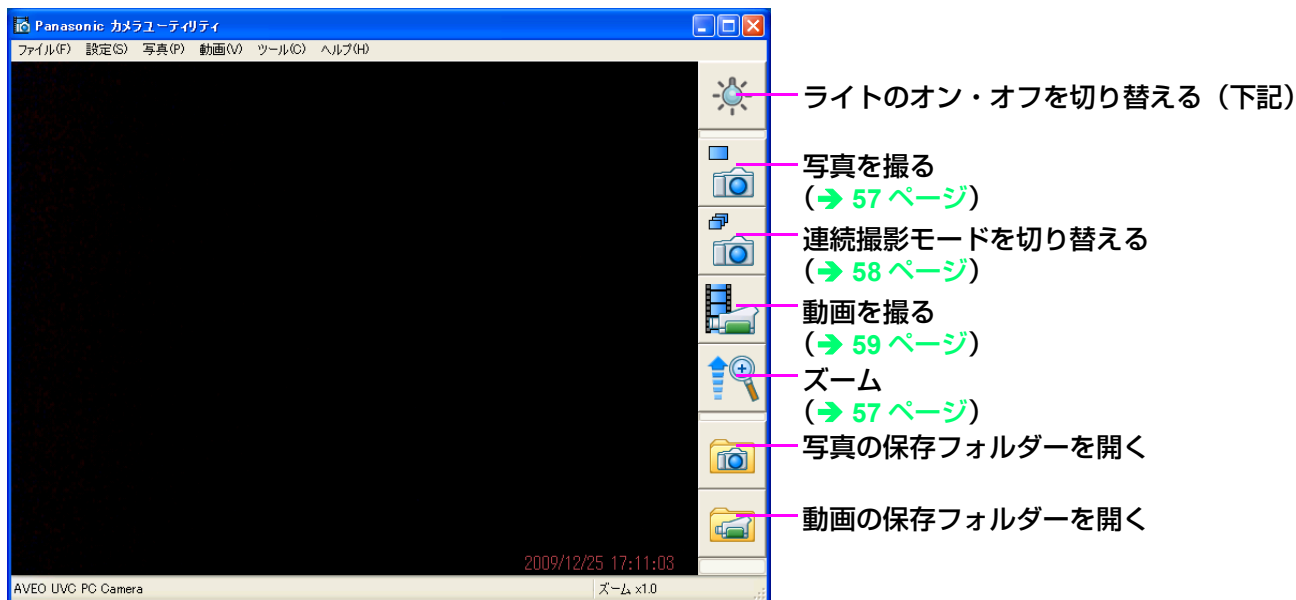 Panasonic カメラユーティリティ
ファイル(F) 設定(S) 写真(P) 動画(V) ツール(C) ヘルプ(H)
ライトのオン・オフを切り替える（下記）
写真を撮る
（➔ 57 ページ）
連続撮影モードを切り替える
（➔ 58 ページ）
動画を撮る
（➔ 59 ページ）
ズーム
（➔ 57 ページ）
写真の保存フォルダーを開く
動画の保存フォルダーを開く
2009/12/25 17:11:03
AVEO UVC PC Camera
ズーム x1.0